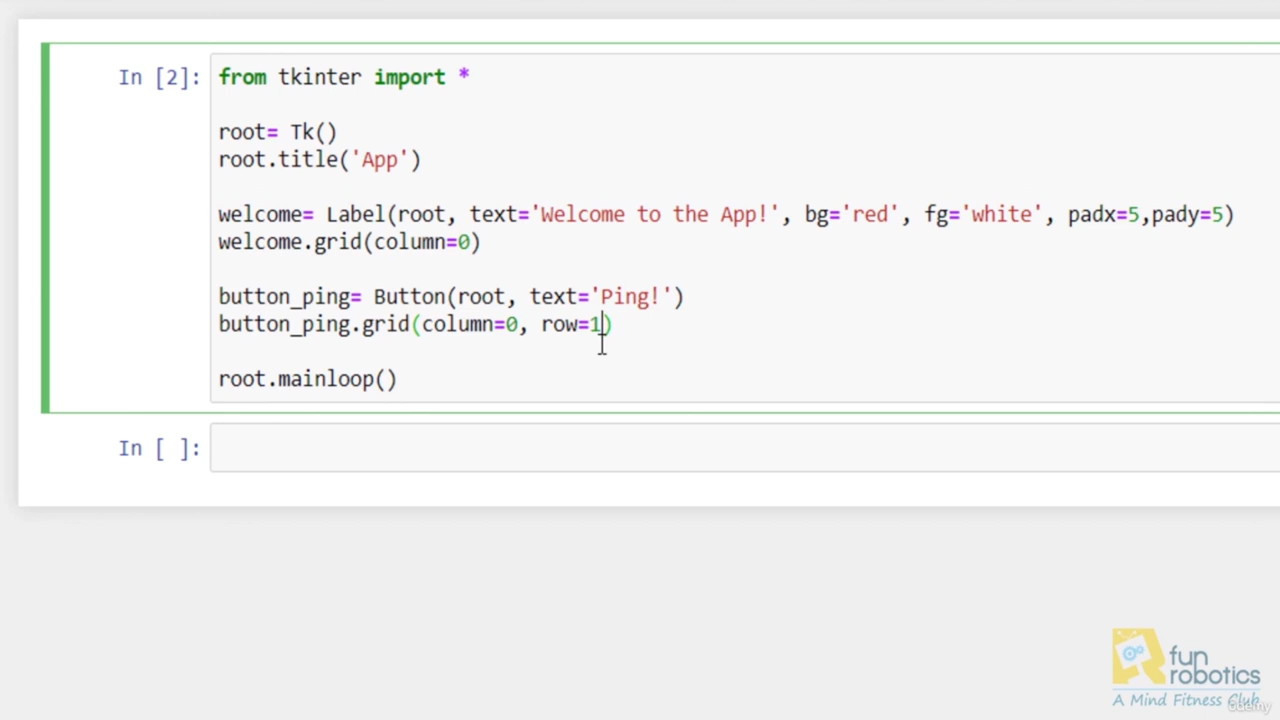 In [2]:
from tkinter import *
root= Tk()
root.title('App')
welcome= Label(root, text='Welcome to the App!', bg='red', fg='white', padx=5,pady=5)
welcome.grid(column=0)
button_ping= Button(root, text='Ping!')
button_ping.grid(column=0, row=1)
root.mainloop()
In [ ]:
fun
robotics
A Mind Fitness Club
udemy